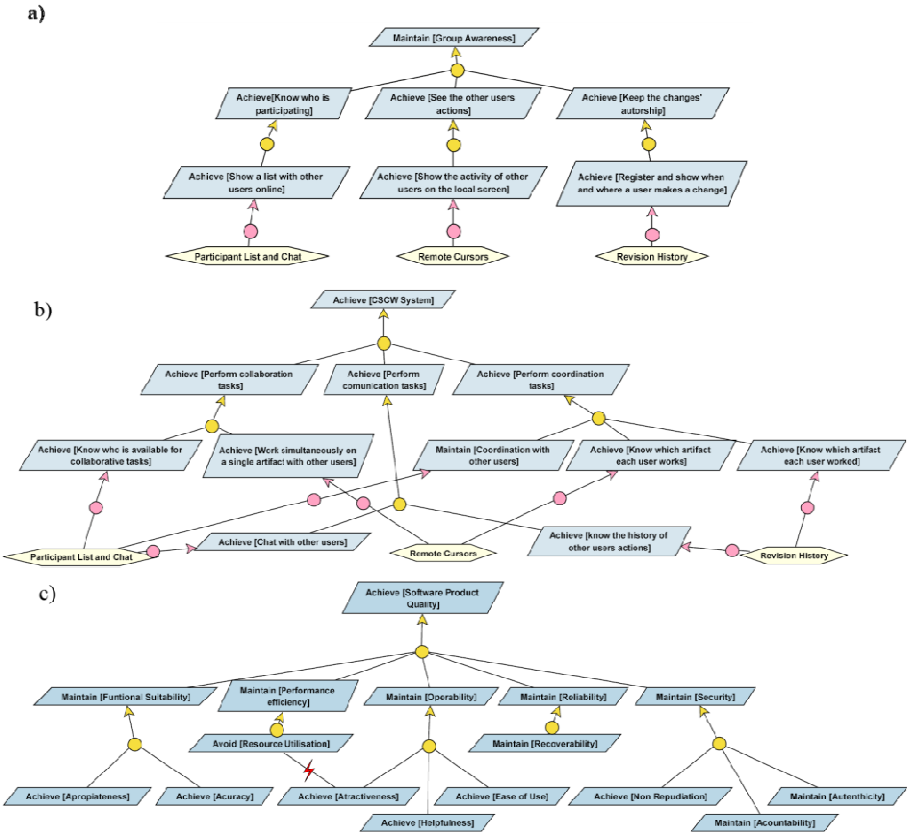 a)
Maintain [Group Awareness]
Achieve[Know who is
participating]
Achieve [See the other users
actions]
Achieve [Keep the changes'
autorship]
Achieve [Show a list with other
users online]
Achieve [Show the activity of other
users on the local screen]
Achieve [Register and show when
and where a user makes a change]
Participant List and Chat
Remote Cursors
Revision History
b)
Achieve [CSCW System]
Achieve [Perform collaboration
tasks]
Achieve [Perform
comunication tasks]
Achieve [Perform coordination
tasks]
Achieve [Know who is available for
collaborative tasks]
Achieve [Work simultaneously on
a single artifact with other users]
Maintain [Coordination with
other users]
Achieve [Know which artifact
each user works]
Achieve [Know which artifact
each user worked]
Participant List and Chat
Achieve [Chat with other users]
Remote Cursors
Achieve [know the history of
other users actions]
Revision History
c)
Achieve [Software Product
Quality]
Maintain [Funtional Suitability]
Maintain [Performance
efficiency]
Maintain [Operability]
Maintain [Reliability]
Maintain [Security]
Avoid [Resource Utilisation]
Maintain [Recoverability]
Achieve [Apropiateness]
Achieve [Acuracy]
Achieve [Atractiveness]
Achieve [Ease of Use]
Achieve [Non Repudiation]
Maintain [Autenthicity]
Achieve [Helpfulness]
Maintain [Acountability]